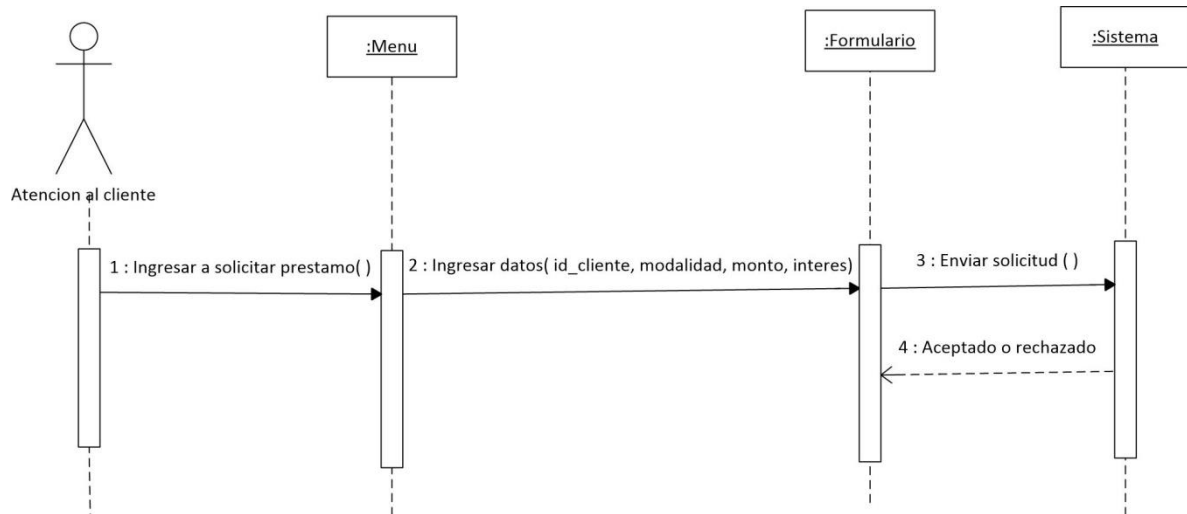 :Menu
:Formulario
:Sistema
Atencion al cliente
1 : Ingresar a solicitar prestamo( )
2 : Ingresar datos( id_cliente, modalidad, monto, interes)
3 : Enviar solicitud ( )
4 : Aceptado o rechazado